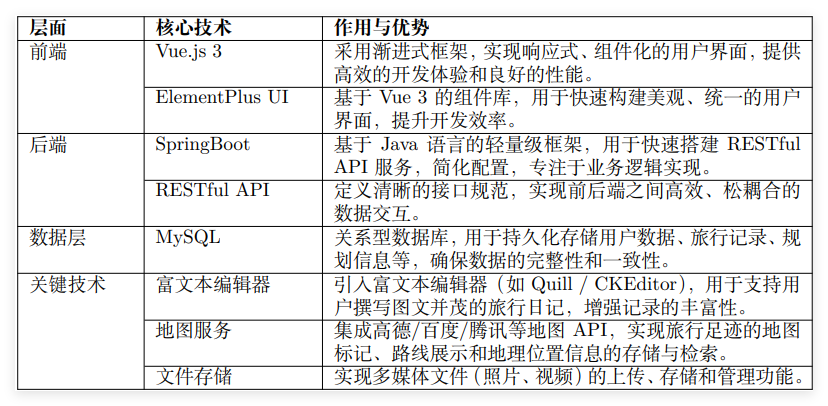 层面 核心技术 作用与优势
前端 Vue.js 3 采用渐进式框架，实现响应式、组件化的用户界面，提供
高效的开发体验和良好的性能。
ElementPlus UI 基于 Vue 3 的组件库，用于快速构建美观、统一的用户
界面，提升开发效率。
后端 SpringBoot 基于 Java 语言的轻量级框架，用于快速搭建 RESTful
API 服务，简化配置，专注于业务逻辑实现。
RESTful API 定义清晰的接口规范，实现前后端之间高效、松耦合的
数据交互。
数据层 MySQL 关系型数据库，用于持久化存储用户数据、旅行记录、规
划信息等，确保数据的完整性和一致性。
关键技术 富文本编辑器 引入富文本编辑器（如 Quill / CKEditor），用于支持用
户撰写图文并茂的旅行日记，增强记录的丰富性。
地图服务 集成高德/百度/腾讯等地图 API，实现旅行足迹的地图
标记、路线展示和地理位置信息的存储与检索。
文件存储 实现多媒体文件（照片、视频）的上传、存储和管理功能。